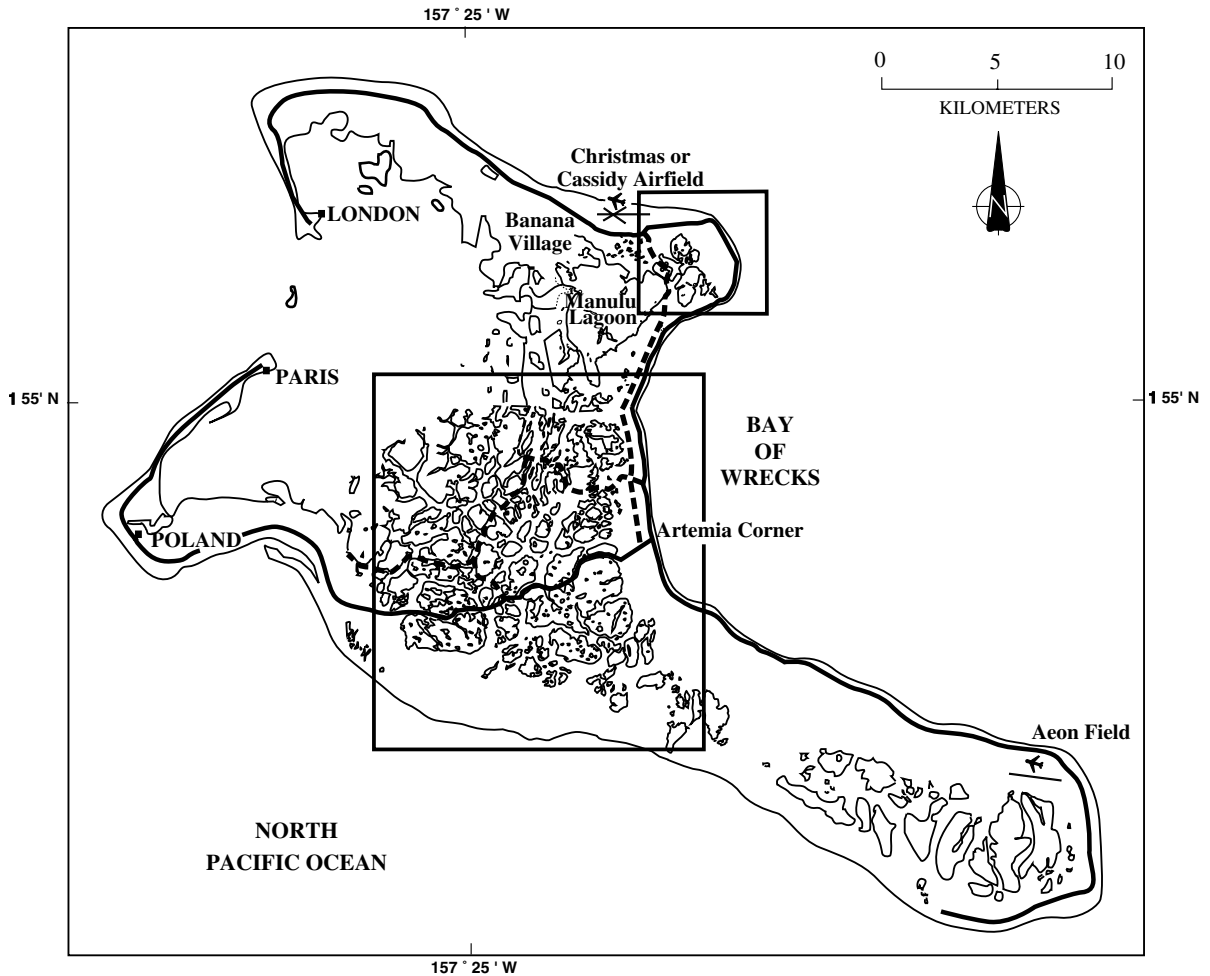 157 ° 25 ' W
0 5 10
KILOMETERS
N
Christmas or
Cassidy Airfield
LONDON
Banana
Village
Manulu
Lagoon
PARIS
1 55' N
1 55' N
BAY
OF
WRECKS
Artemia Corner
POLAND
Aeon Field
NORTH
PACIFIC OCEAN
157 ° 25 ' W